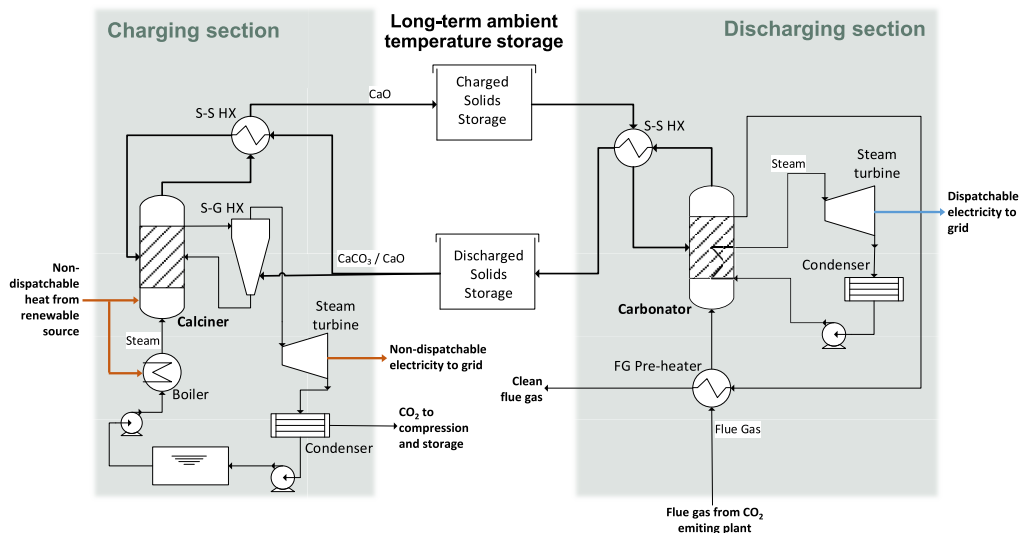 Charging section
Long-term ambient
temperature storage
Discharging section
CaO
Charged
Solids
Storage
S-S HX
S-S HX
Steam
Steam
turbine
Dispatchable
electricity to
grid
S-G HX
CaCO₃ / CaO
Discharged
Solids
Storage
Condenser
Non-
dispatchable
heat from
renewable
source
Calciner
Carbonator
Steam
turbine
Steam
Non-dispatchable
electricity to grid
FG Pre-heater
Clean
flue gas
Boiler
CO₂ to
compression
and storage
Condenser
Flue Gas
Flue gas from CO₂
emiting plant